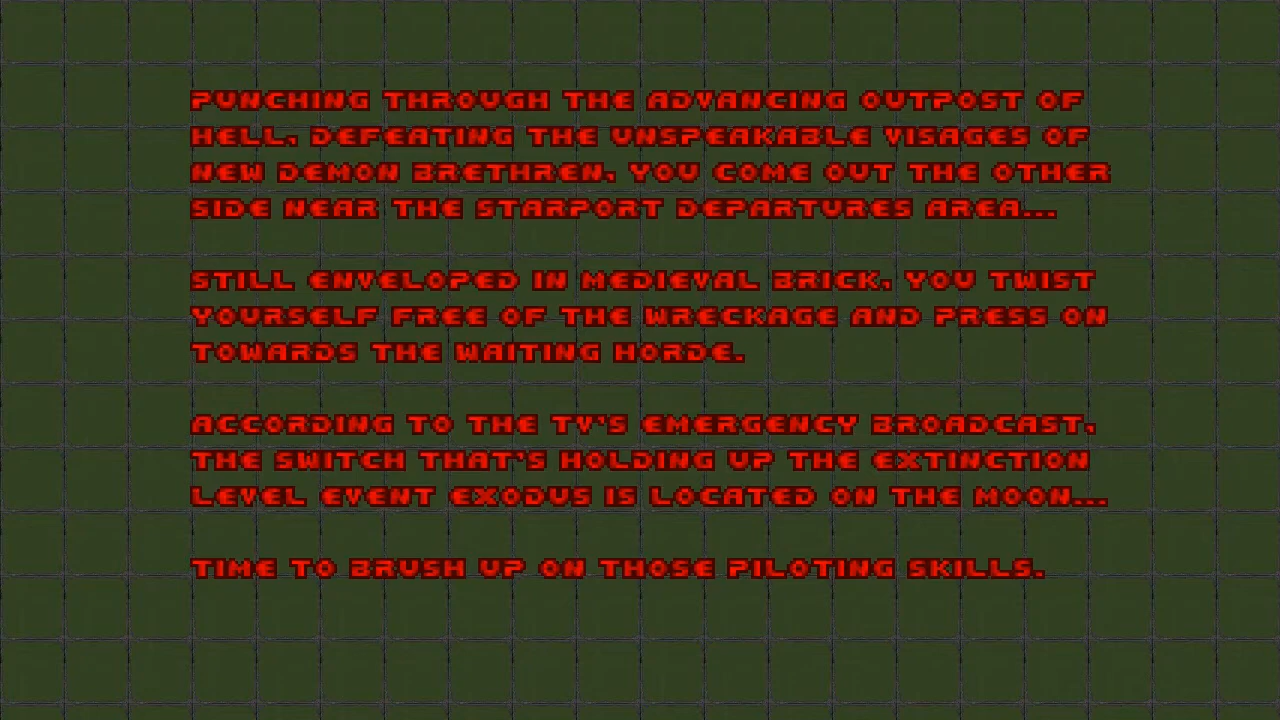 PUNCHING THROUGH THE ADVANCING OUTPOST OF
HELL, DEFEATING THE UNSPEAKABLE VISAGES OF
NEW DEMON BRETHREN, YOU COME OUT THE OTHER
SIDE NEAR THE STARPORT DEPARTURES AREA...
STILL ENVELOPED IN MEDIEVAL BRICK, YOU TWIST
YOURSELF FREE OF THE WRECKAGE AND PRESS ON
TOWARDS THE WAITING HORDE.
ACCORDING TO THE TV'S EMERGENCY BROADCAST,
THE SWITCH THAT'S HOLDING UP THE EXTINCTION
LEVEL EVENT EXODUS IS LOCATED ON THE MOON...
TIME TO BRUSH UP ON THOSE PILOTING SKILLS.